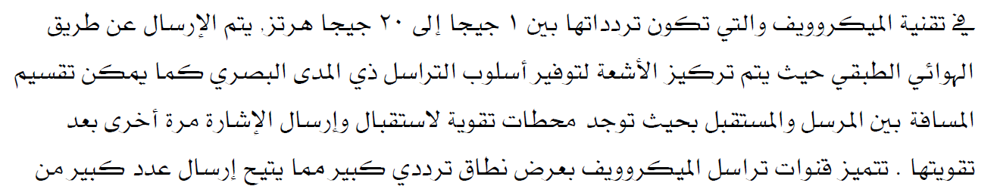 في تقنية الميكروويف والتي تكون تردداتها بين ١ جيجا إلى ٢٠ جيجا هرتز, يتم الإرسال عن طريق
الهوائي الطبقي حيث يتم تركيز الأشعة لتوفير أسلوب التراسل ذي المدى البصري كما يمكن تقسيم
المسافة بين المرسل والمستقبل بحيث توجد محطات تقوية لاستقبال وإرسال الإشارة مرة أخرى بعد
تقويتها . تتميز قنوات تراسل الميكروويف بعرض نطاق ترددي كبير مما يتيح إرسال عدد كبير من